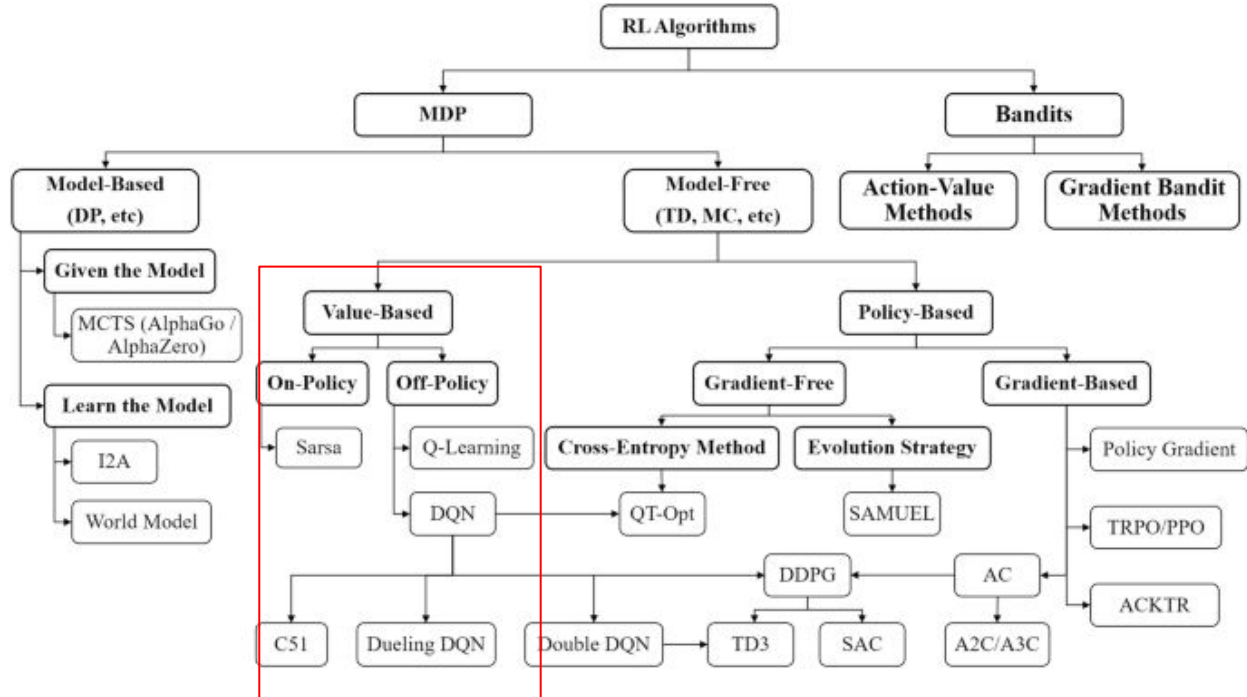 RL Algorithms
MDP
Bandits
Model-Based
(DP, etc)
Model-Free
(TD, MC, etc)
Action-Value
Methods
Gradient Bandit
Methods
Given the Model
MCTS (AlphaGo /
AlphaZero)
Learn the Model
I2A
World Model
Value-Based
Policy-Based
On-Policy
Off-Policy
Gradient-Free
Gradient-Based
Sarsa
Q-Learning
Cross-Entropy Method
Evolution Strategy
Policy Gradient
DQN
QT-Opt
SAMUEL
TRPO/PPO
DDPG
AC
ACKTR
C51
Dueling DQN
Double DQN
TD3
SAC
A2C/A3C